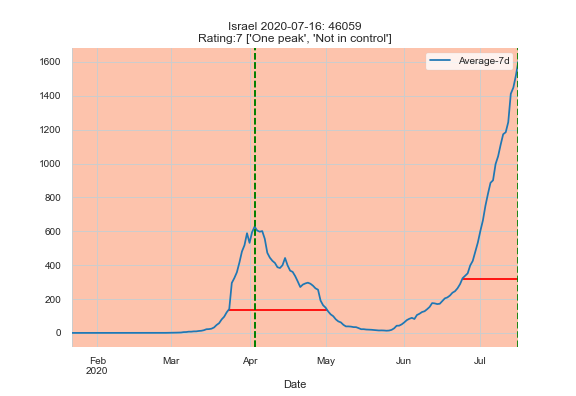 Israel 2020-07-16: 46059
Rating:7 ['One peak', 'Not in control']
Average-7d
1600
1400
1200
1000
800
600
400
200
0
Feb Mar Apr May Jun Jul
2020
Date